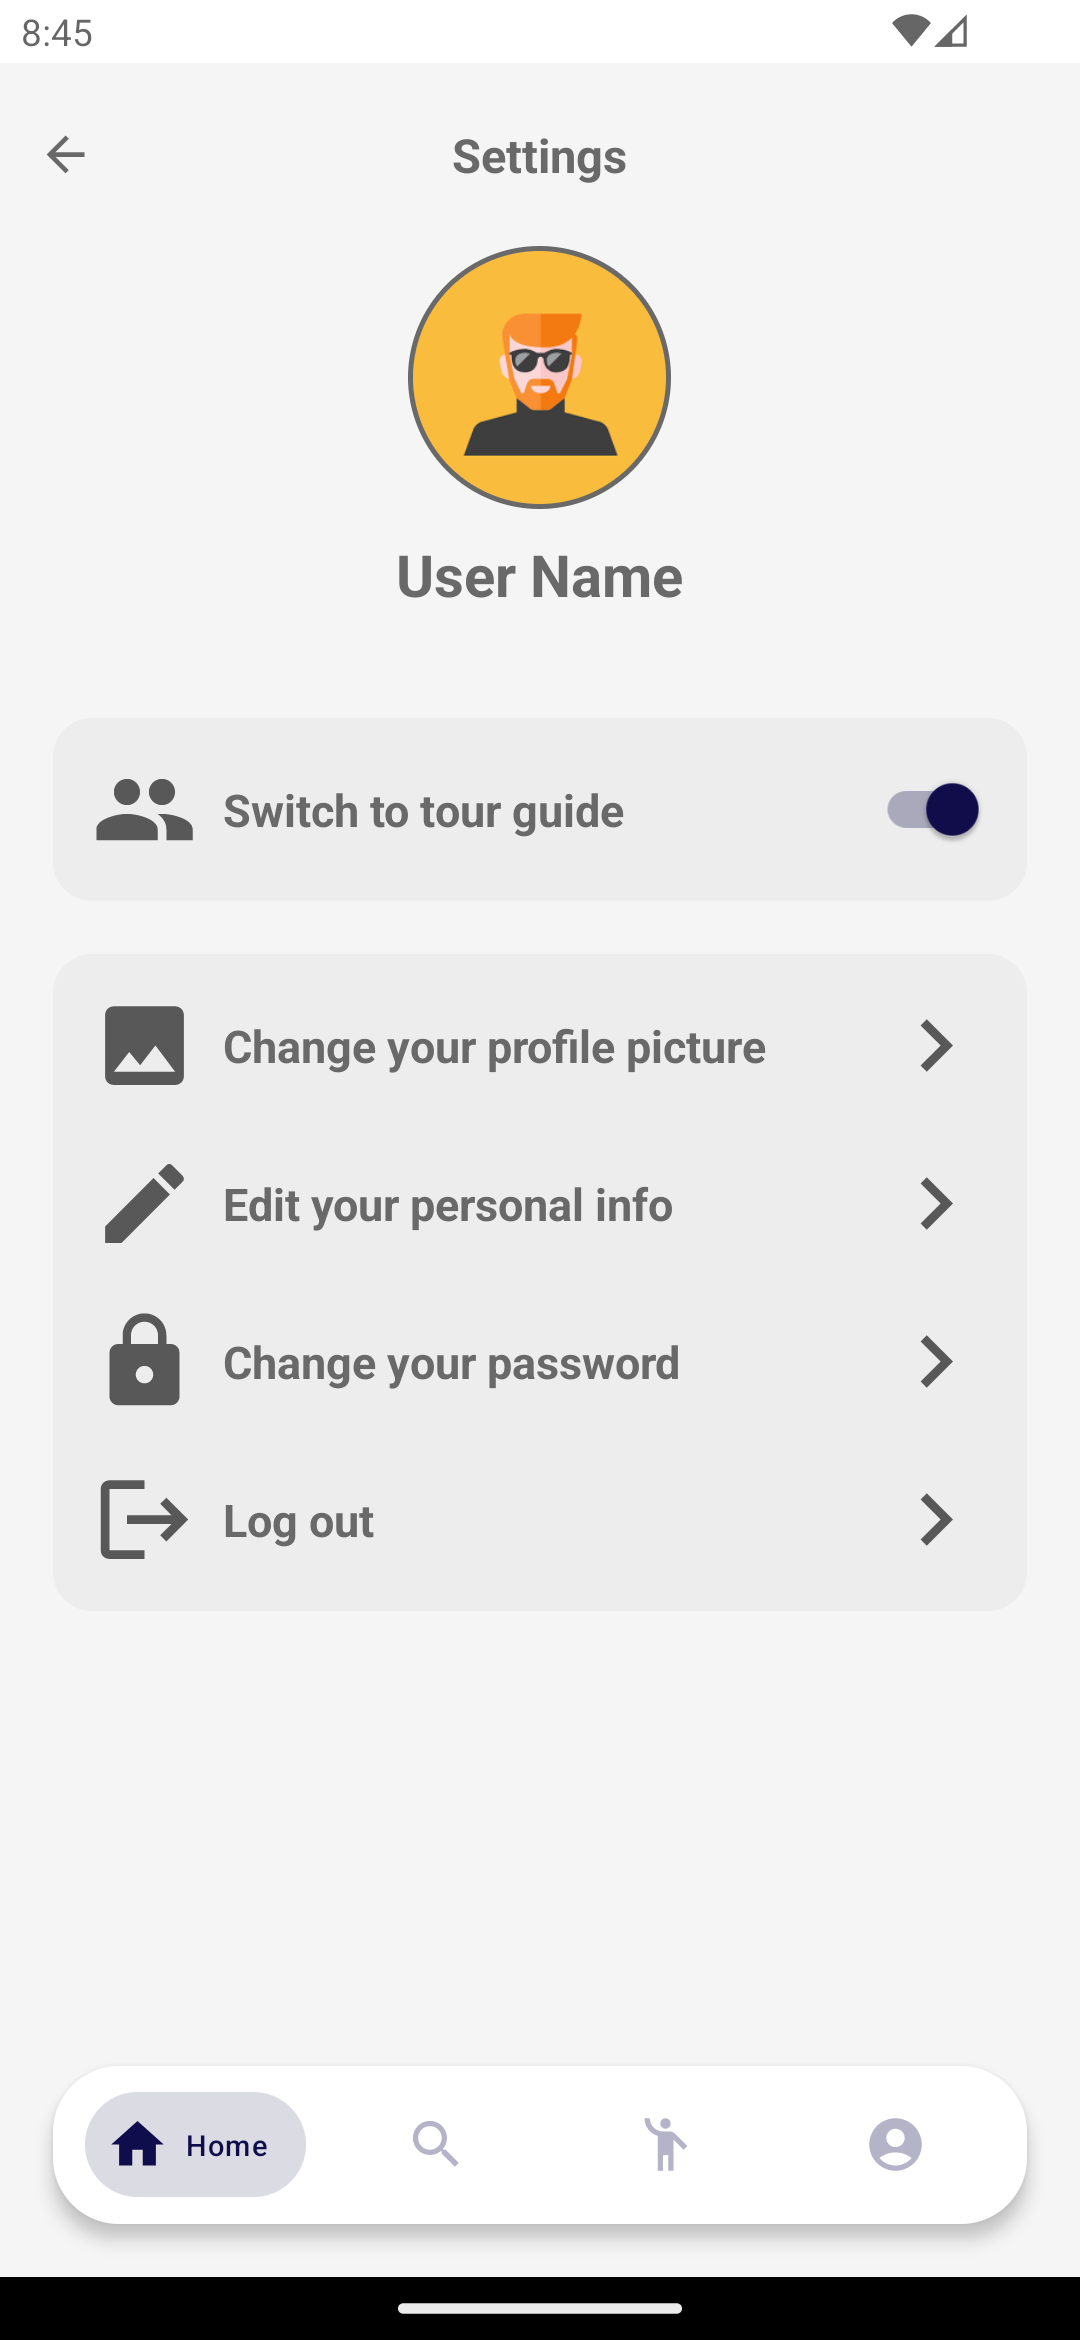 8:45
Settings
User Name
Switch to tour guide
Change your profile picture
Edit your personal info
Change your password
Log out
Home